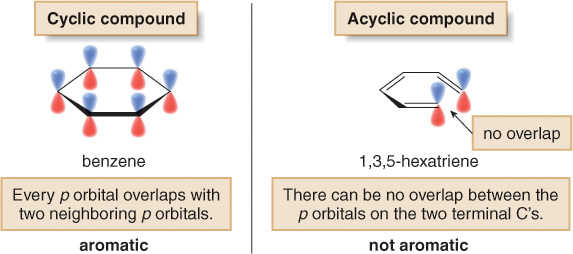 Cyclic compound
benzene
Every p orbital overlaps with
two neighboring p orbitals.
aromatic
Acyclic compound
no overlap
1,3,5-hexatriene
There can be no overlap between the
p orbitals on the two terminal C's.
not aromatic